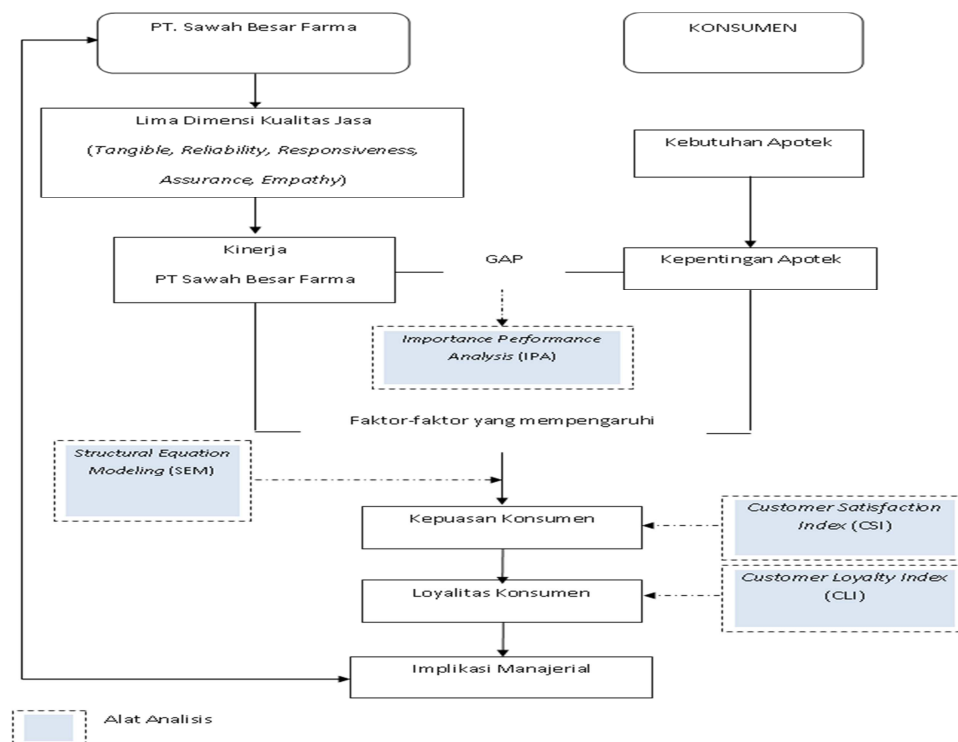 PT. Sawah Besar Farma
KONSUMEN
Lima Dimensi Kualitas Jasa
(Tangible, Reliability, Responsiveness,
Assurance, Empathy)
Kebutuhan Apotek
Kinerja
PT Sawah Besar Farma
GAP
Kepentingan Apotek
Importance Performance
Analysis (IPA)
Faktor-faktor yang mempengaruhi
Structural Equation
Modeling (SEM)
Kepuasan Konsumen
Customer Satisfaction
Index (CSI)
Loyalitas Konsumen
Customer Loyalty Index
(CLI)
Implikasi Manajerial
Alat Analisis